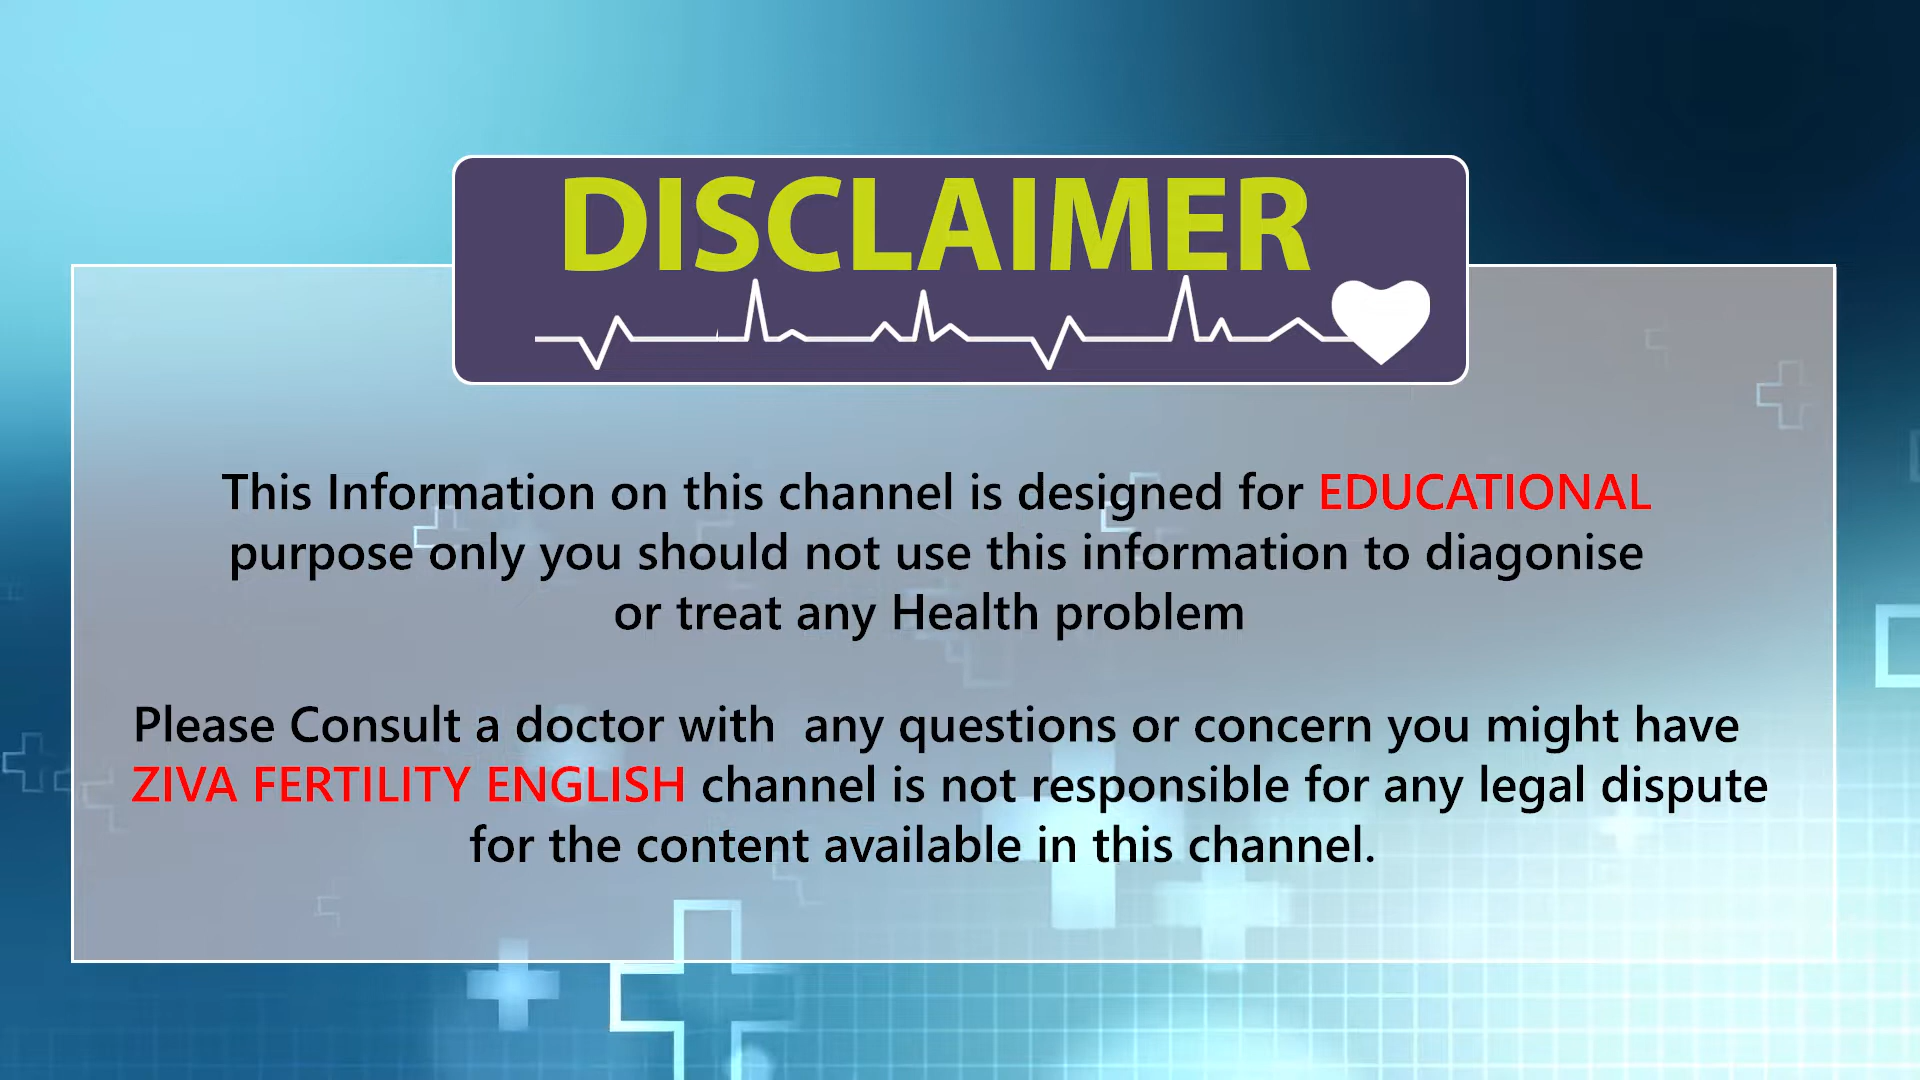 DISCLAIMER
This Information on this channel is designed for EDUCATIONAL
purpose only you should not use this information to diagonise
or treat any Health problem
Please Consult a doctor with  any questions or concern you might have
ZIVA FERTILITY ENGLISH channel is not responsible for any legal dispute
for the content available in this channel.